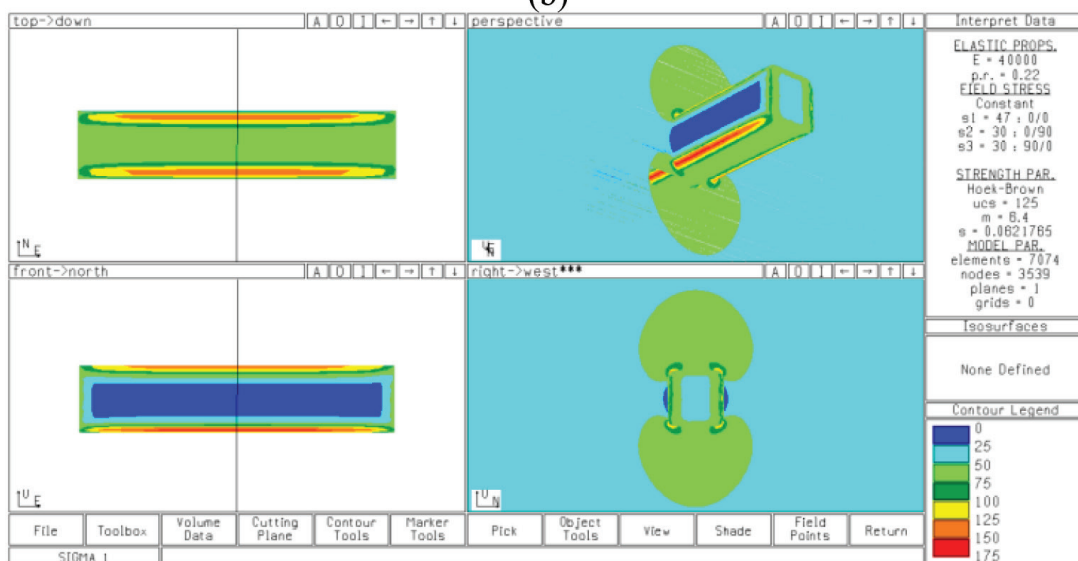 (b)
top->down A O I ← → ↑ ↓
perspective A O I ← → ↑ ↓
Interpret Data
ELASTIC PROPS.
E = 40000
p.r. = 0.22
FIELD STRESS
Constant
s1 = 47 : 0/0
s2 = 30 : 0/90
s3 = 30 : 90/0
STRENGTH PAR.
Hoek-Brown
ucs = 125
m = 6.4
s = 0.0621765
MODEL PAR.
elements = 7074
nodes = 3539
planes = 1
grids = 0
N E
front->north A O I ← → ↑ ↓
right->west*** A O I ← → ↑ ↓
Isosurfaces
None Defined
Contour Legend
0
25
50
75
100
125
150
175
U E
U N
File Toolbox Volume Data Cutting Plane Contour Tools Marker Tools Pick Object Tools View Shade Field Points Return
SIGMA 1